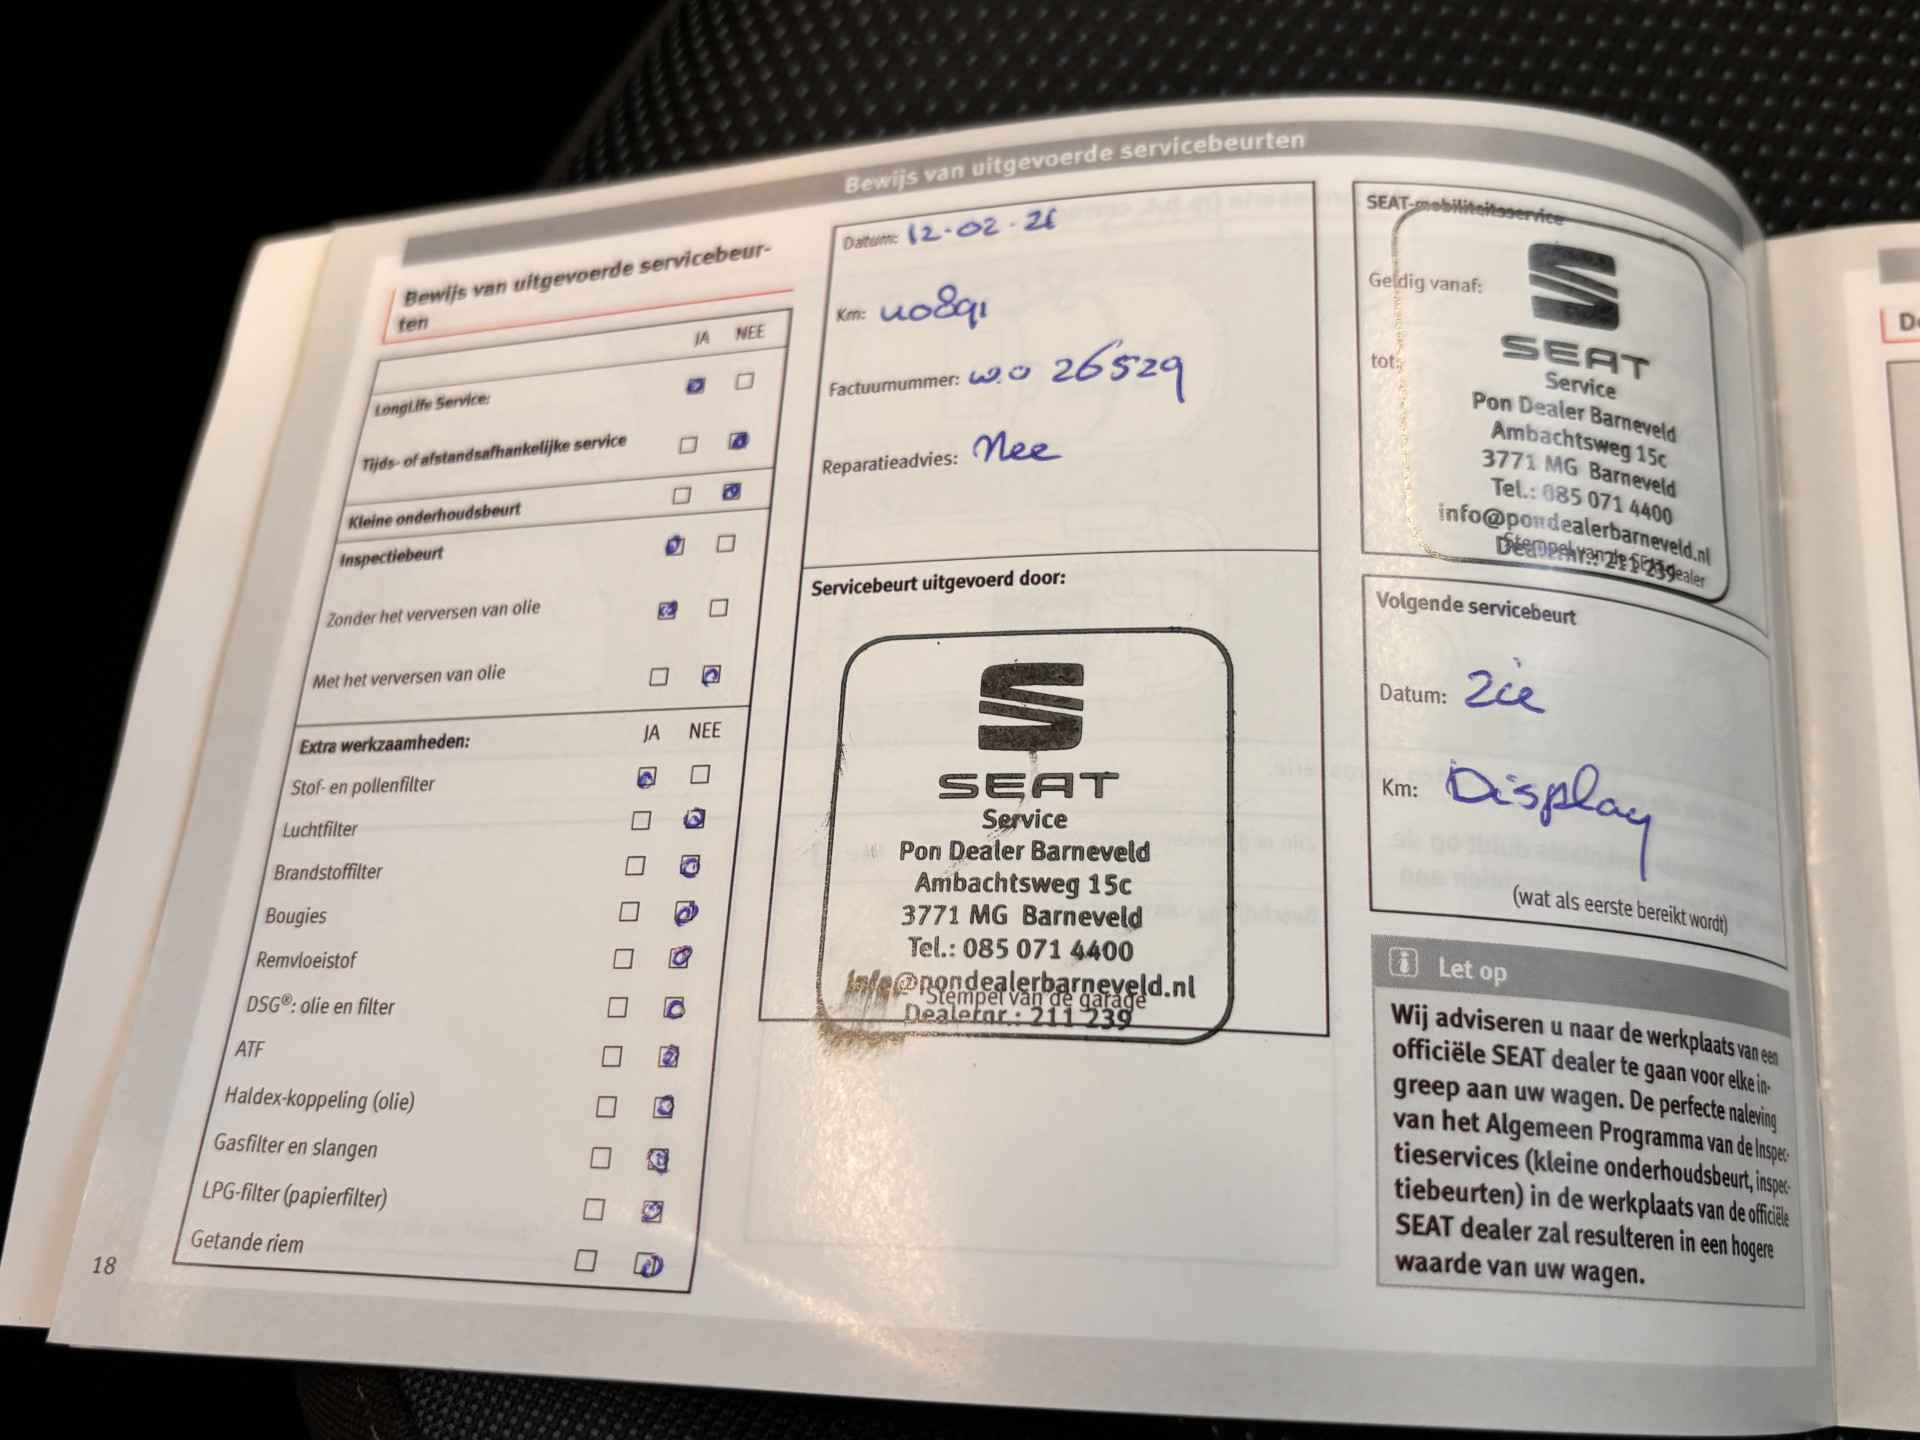 Bewijs van uitgevoerde servicebeurten
Bewijs van uitgevoerde servicebeur-
ten
JA NEE
LongLife Service:
Tijds- of afstandsafhankelijke service
Kleine onderhoudsbeurt
Inspectiebeurt
Zonder het verversen van olie
Met het verversen van olie
Extra werkzaamheden: JA NEE
Stof- en pollenfilter
Luchtfilter
Brandstoffilter
Bougies
Remvloeistof
DSG®: olie en filter
ATF
Haldex-koppeling (olie)
Gasfilter en slangen
LPG-filter (papierfilter)
Getande riem
18
Datum: 12-02-21
Km:
Factuurnummer: w.o 26529
Reparatieadvies: Nee
Servicebeurt uitgevoerd door:
SEAT
Service
Pon Dealer Barneveld
Ambachtsweg 15c
3771 MG Barneveld
Tel.: 085 071 4400
info@pondealerbarneveld.nl
Stempel van de garage
Dealernr.: 211 239
SEAT-mobiliteitsservice
Geldig vanaf:
tot:
SEAT
Service
Pon Dealer Barneveld
Ambachtsweg 15c
3771 MG Barneveld
Tel.: 085 071 4400
info@pondealerbarneveld.nl
Stempel van de SEAT-dealer
Dealernr.: 211 239
Volgende servicebeurt
Datum: zie
Km: Display
(wat als eerste bereikt wordt)
Let op
Wij adviseren u naar de werkplaats van een
officiële SEAT dealer te gaan voor elke in-
greep aan uw wagen. De perfecte naleving
van het Algemeen Programma van de Inspec-
tieservices (kleine onderhoudsbeurt, inspec-
tiebeurten) in de werkplaats van de officiële
SEAT dealer zal resulteren in een hogere
waarde van uw wagen.